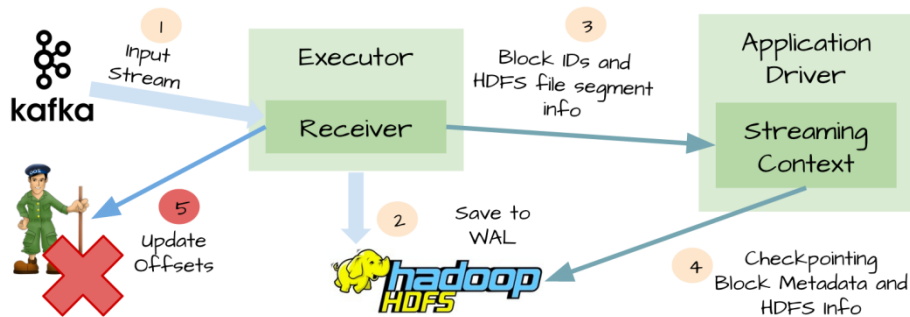 1
Input
Stream
kafka
Executor
Receiver
3
Block IDs and
HDFS file segment
info
Application
Driver
Streaming
Context
5
Update
Offsets
2
Save to
WAL
hadoop
HDFS
4
Checkpointing
Block Metadata and
HDFS Info